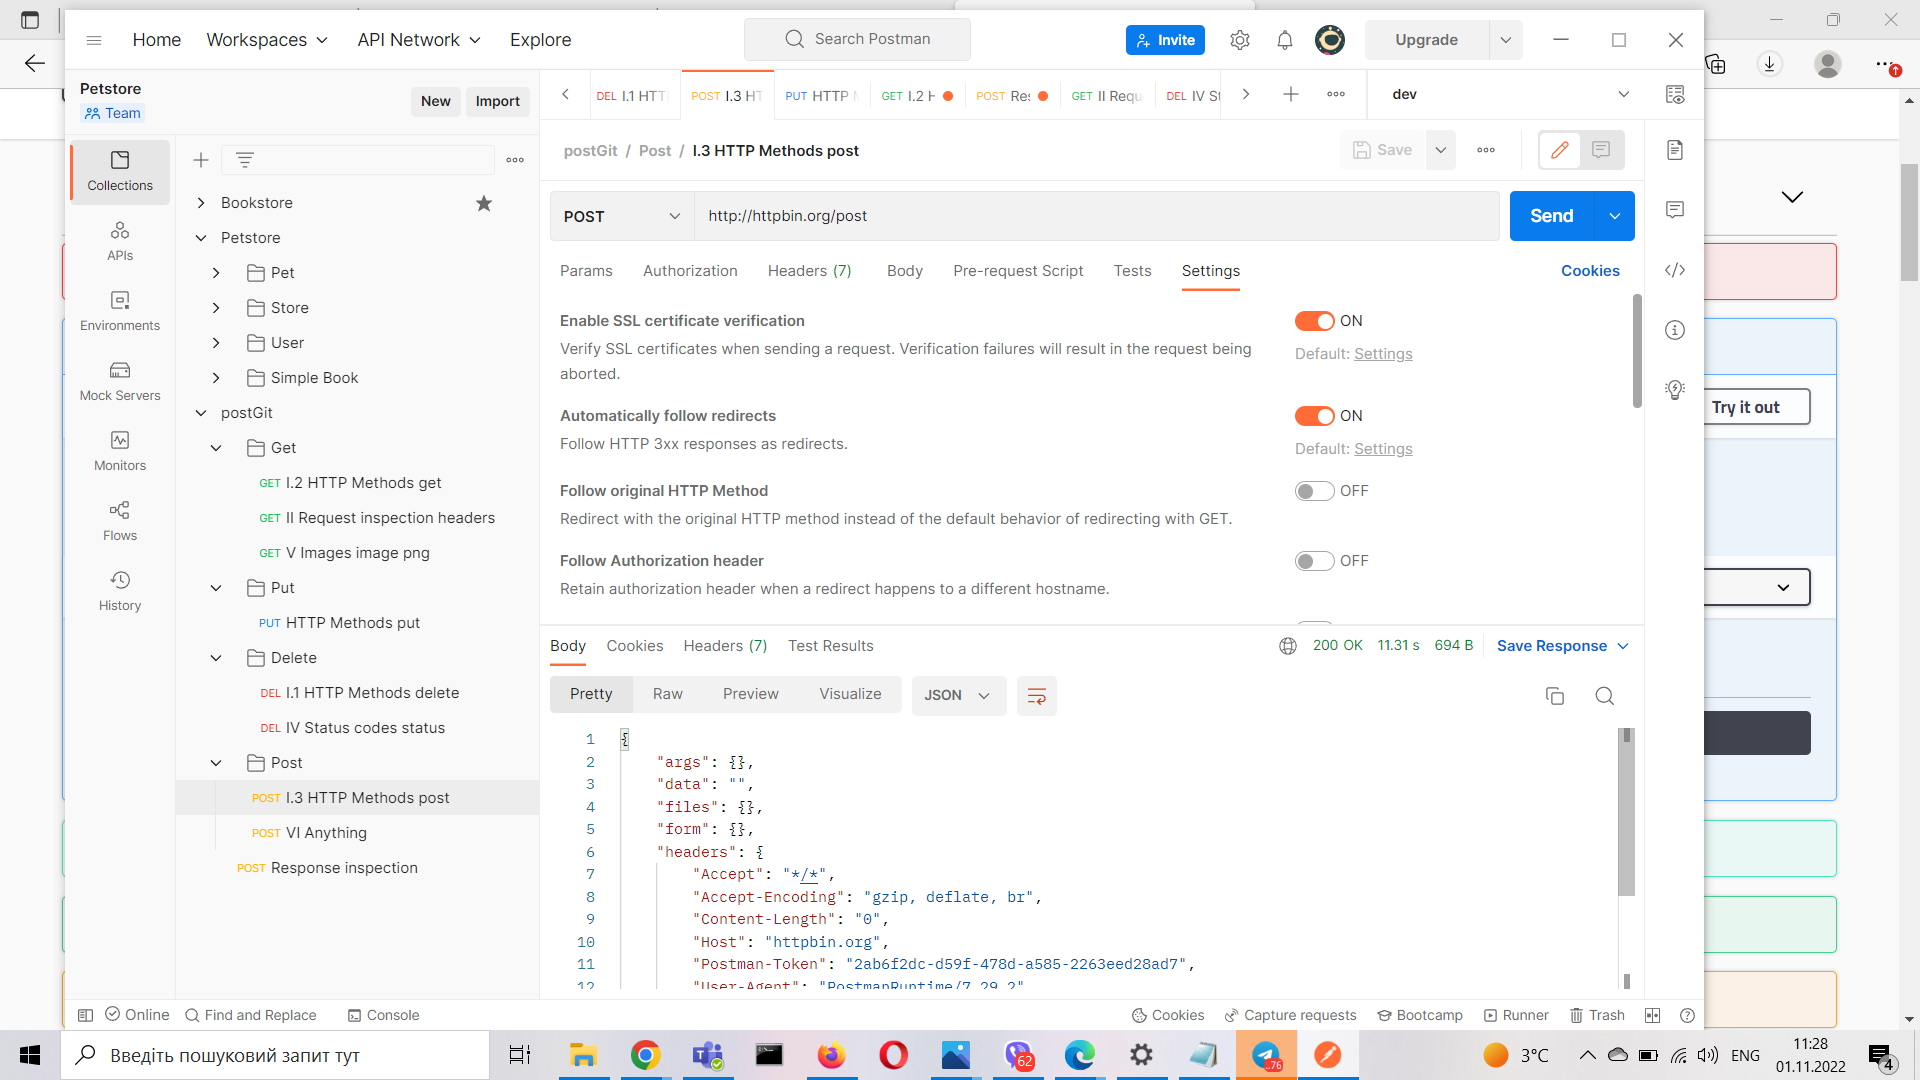 Home Workspaces API Network Explore Search Postman Invite Upgrade
Petstore
Team
New Import
DEL I.1 HTT POST I.3 HT PUT HTTP GET I.2 POST Res GET II Requ DEL IV St dev
postGit / Post / I.3 HTTP Methods post Save
POST http://httpbin.org/post Send
Params Authorization Headers (7) Body Pre-request Script Tests Settings Cookies
Enable SSL certificate verification ON
Verify SSL certificates when sending a request. Verification failures will result in the request being
aborted.
Default: Settings
Automatically follow redirects ON
Follow HTTP 3xx responses as redirects.
Default: Settings
Follow original HTTP Method OFF
Redirect with the original HTTP method instead of the default behavior of redirecting with GET.
Follow Authorization header OFF
Retain authorization header when a redirect happens to a different hostname.
Collections
APIs
Environments
Mock Servers
Monitors
Flows
History
Bookstore
Petstore
Pet
Store
User
Simple Book
postGit
Get
GET I.2 HTTP Methods get
GET II Request inspection headers
GET V Images image png
Put
PUT HTTP Methods put
Delete
DEL I.1 HTTP Methods delete
DEL IV Status codes status
Post
POST I.3 HTTP Methods post
POST VI Anything
POST Response inspection
Body Cookies Headers (7) Test Results 200 OK 11.31 s 694 B Save Response
Pretty Raw Preview Visualize JSON
1 {
2 "args": {},
3 "data": "",
4 "files": {},
5 "form": {},
6 "headers": {
7 "Accept": "*/*",
8 "Accept-Encoding": "gzip, deflate, br",
9 "Content-Length": "0",
10 "Host": "httpbin.org",
11 "Postman-Token": "2ab6f2dc-d59f-478d-a585-2263eed28ad7",
12 "User-Agent": "PostmanRuntime/7.29.2"
Try it out
Online Find and Replace Console Cookies Capture requests Bootcamp Runner Trash
Введіть пошуковий запит тут
62
..76
3°C ENG
11:28
01.11.2022
4